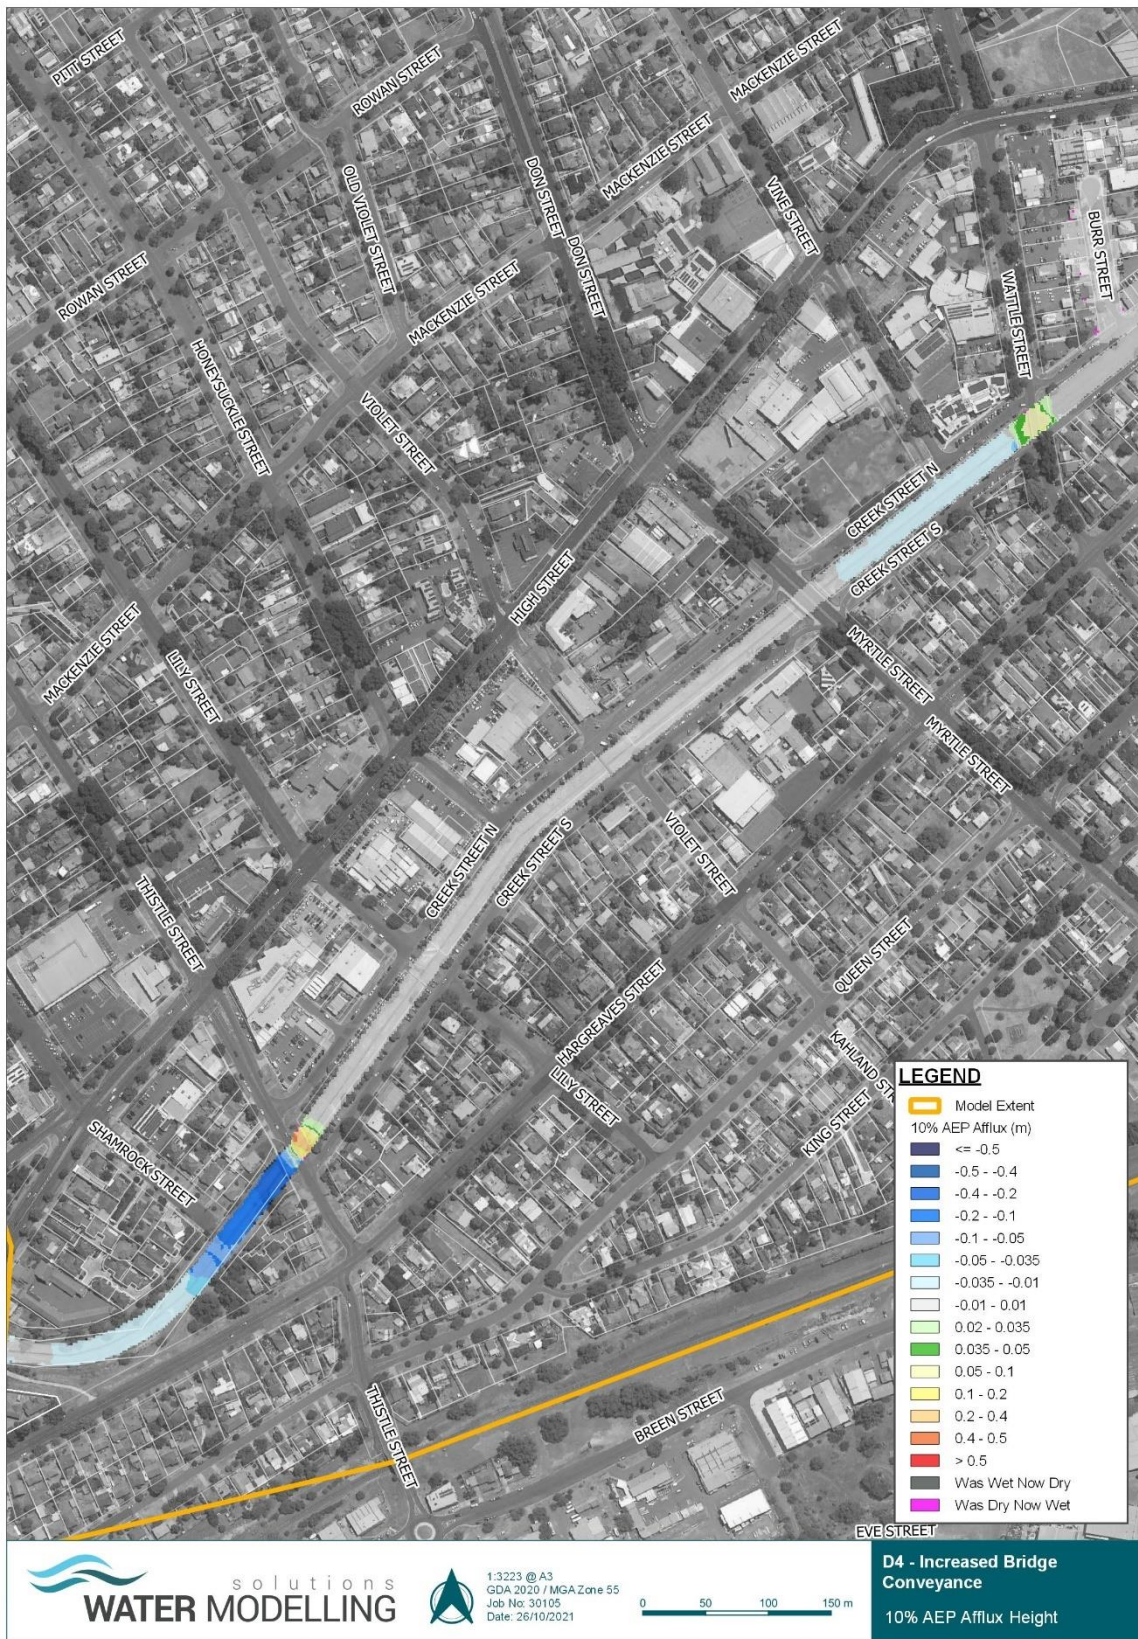 PITT STREET
ROWAN STREET
MACKENZIE STREET
MACKENZIE STREET
OLD VIOLET STREET
DON STREET
VINE STREET
BURR STREET
DON STREET
ROWAN STREET
MACKENZIE STREET
WATTLE STREET
HONEYSUCKLE STREET
VIOLET STREET
CREEK STREET N
CREEK STREET S
HIGH STREET
MACKENZIE STREET
LILY STREET
MYRTLE STREET
MYRTLE STREET
CREEK STREET N
CREEK STREET S
VIOLET STREET
THISTLE STREET
QUEEN STREET
HARGREAVES STREET
LILY STREET
KAHLAND
KING STREET
SHAMROCK STREET
THISTLE STREET
BREEN STREET
EVE STREET
LEGEND
Model Extent
10% AEP Afflux (m)
<= -0.5
-0.5 - -0.4
-0.4 - -0.2
-0.2 - -0.1
-0.1 - -0.05
-0.05 - -0.035
-0.035 - -0.01
-0.01 - 0.01
0.02 - 0.035
0.035 - 0.05
0.05 - 0.1
0.1 - 0.2
0.2 - 0.4
0.4 - 0.5
> 0.5
Was Wet Now Dry
Was Dry Now Wet
solutions
WATER MODELLING
1:3223 @ A3
GDA 2020 / MGA Zone 55
Job No: 30105
Date: 26/10/2021
0 50 100 150 m
D4 - Increased Bridge
Conveyance
10% AEP Afflux Height